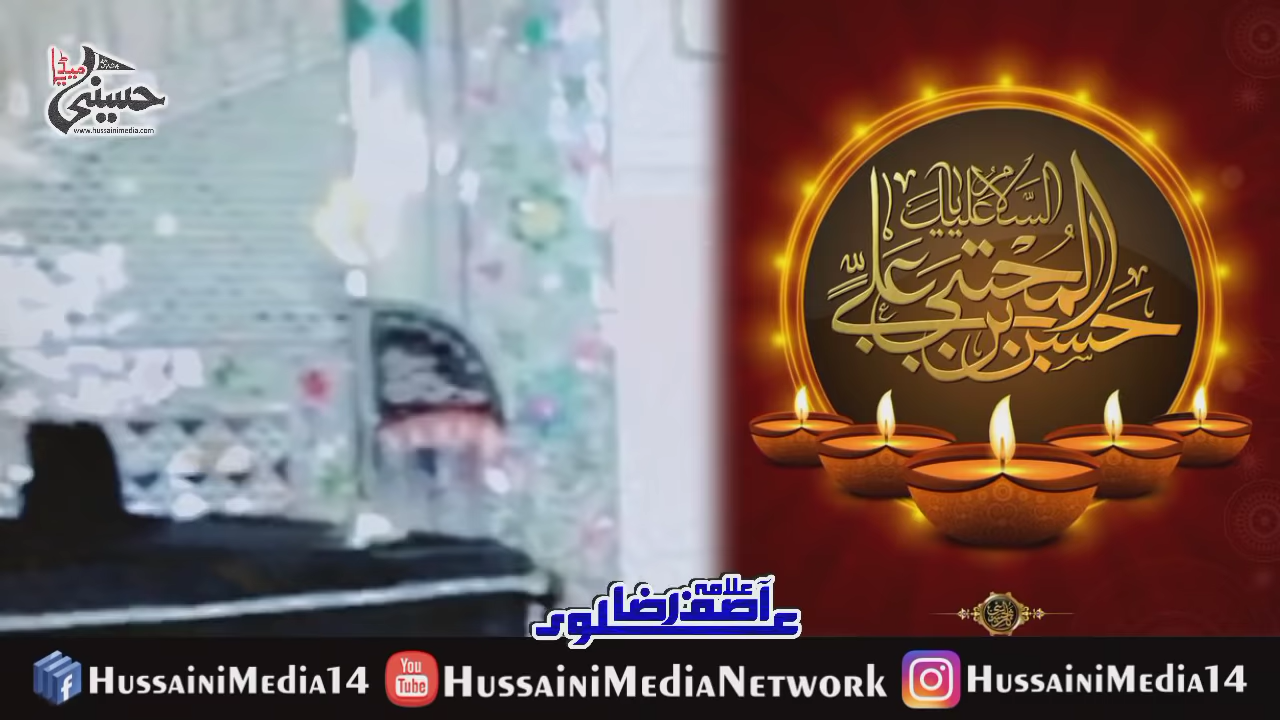 حسینی میڈیا
www.hussainimedia.com
السلام علیک
المجتبی
حسن بن علی
علامہ
آصف رضا
علوی
HussainiMedia14
HussainiMediaNetwork
HussainiMedia14